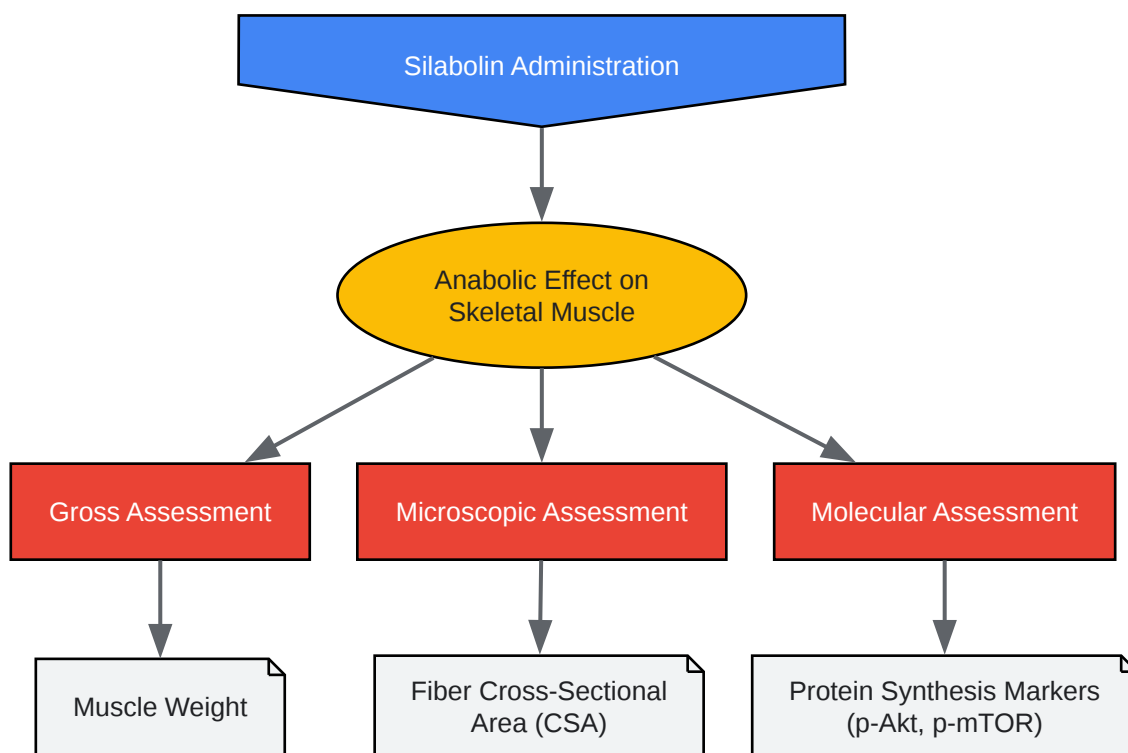 Silabolin Administration
Anabolic Effect on
Skeletal Muscle
Gross Assessment
Microscopic Assessment
Molecular Assessment
Muscle Weight
Fiber Cross-Sectional
Area (CSA)
Protein Synthesis Markers
(p-Akt, p-mTOR)